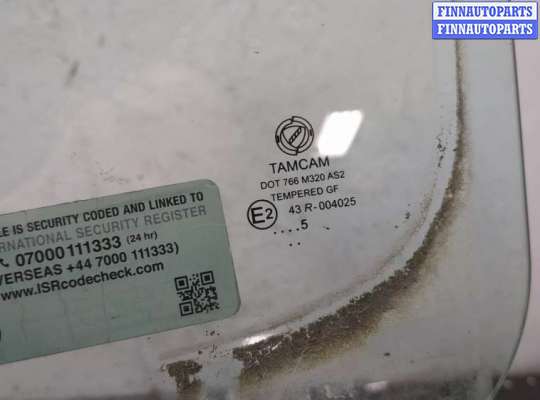 FINNAUTOPARTS
FINNAUTOPARTS
TAMCAM
DOT 766 M320 AS2
TEMPERED GF
E2 43 R-004025
....5
LE IS SECURITY CODED AND LINKED TO
ERNATIONAL SECURITY REGISTER
07000111333 (24 hr)
VERSEAS +44 7000 111333)
www.ISRcodecheck.com